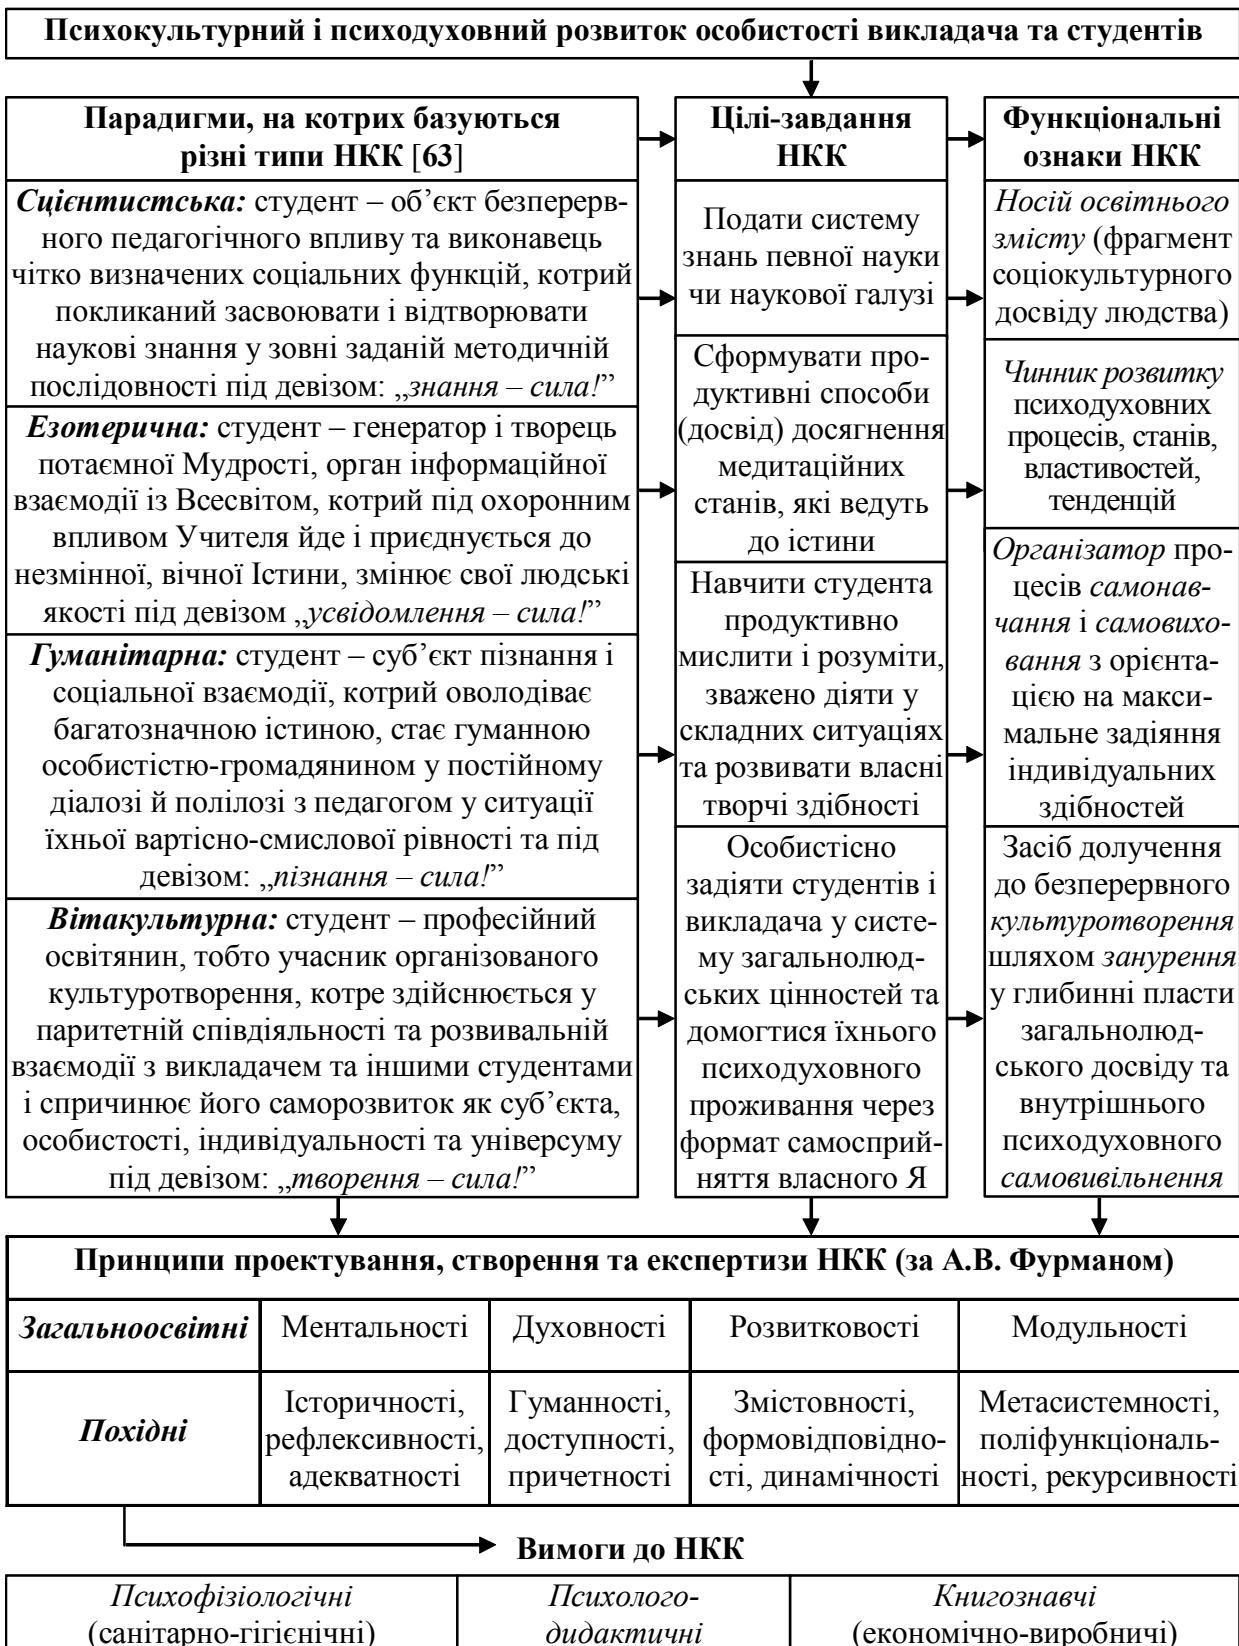 Психокультурний і психодуховний розвиток особистості викладача та студентів
Парадигми, на котрих базуються
різні типи НКК [63]
Сцієнтистська: студент – об’єкт безперерв-
ного педагогічного впливу та виконавець
чітко визначених соціальних функцій, котрий
покликаний засвоювати і відтворювати
наукові знання у зовні заданій методичній
послідовності під девізом: „знання – сила!”
Езотерична: студент – генератор і творець
потаємної Мудрості, орган інформаційної
взаємодії із Всесвітом, котрий під охоронним
впливом Учителя йде і приєднується до
незмінної, вічної Істини, змінює свої людські
якості під девізом „усвідомлення – сила!”
Гуманітарна: студент – суб’єкт пізнання і
соціальної взаємодії, котрий оволодіває
багатозначною істиною, стає гуманною
особистістю-громадянином у постійному
діалозі й полілозі з педагогом у ситуації
їхньої вартісно-смислової рівності та під
девізом: „пізнання – сила!”
Вітакультурна: студент – професійний
освітянин, тобто учасник організованого
культуротворення, котре здійснюється у
паритетній співдіяльності та розвивальній
взаємодії з викладачем та іншими студентами
і спричинює його саморозвиток як суб’єкта,
особистості, індивідуальності та універсуму
під девізом: „творення – сила!”
Цілі-завдання
НКК
Подати систему
знань певної науки
чи наукової галузі
Сформувати про-
дуктивні способи
(досвід) досягнення
медитаційних
станів, які ведуть
до істини
Навчити студента
продуктивно
мислити і розуміти,
зважено діяти у
складних ситуаціях
та розвивати власні
творчі здібності
Особистісно
задіяти студентів і
викладача у систе-
му загальнолюд-
ських цінностей та
домогтися їхнього
психодуховного
проживання через
формат самосприй-
няття власного Я
Функціональні
ознаки НКК
Носій освітнього
змісту (фрагмент
соціокультурного
досвіду людства)
Чинник розвитку
психодуховних
процесів, станів,
властивостей,
тенденцій
Організатор про-
цесів самонав-
чання і самовихо-
вання з орієнта-
цією на макси-
мальне задіяння
індивідуальних
здібностей
Засіб долучення
до безперервного
культуротворення
шляхом занурення
у глибинні пласти
загальнолюд-
ського досвіду та
внутрішнього
психодуховного
самовивільнення
Принципи проектування, створення та експертизи НКК (за А.В. Фурманом)
Загальноосвітні
Ментальності
Духовності
Розвитковості
Модульності
Похідні
Історичності,
рефлексивності,
адекватності
Гуманності,
доступності,
причетності
Змістовності,
формовідповідно-
сті, динамічності
Метасистемності,
поліфункціональ-
ності, рекурсивності
Вимоги до НКК
Психофізіологічні
(санітарно-гігієнічні)
Психолого-
дидактичні
Книгознавчі
(економічно-виробничі)